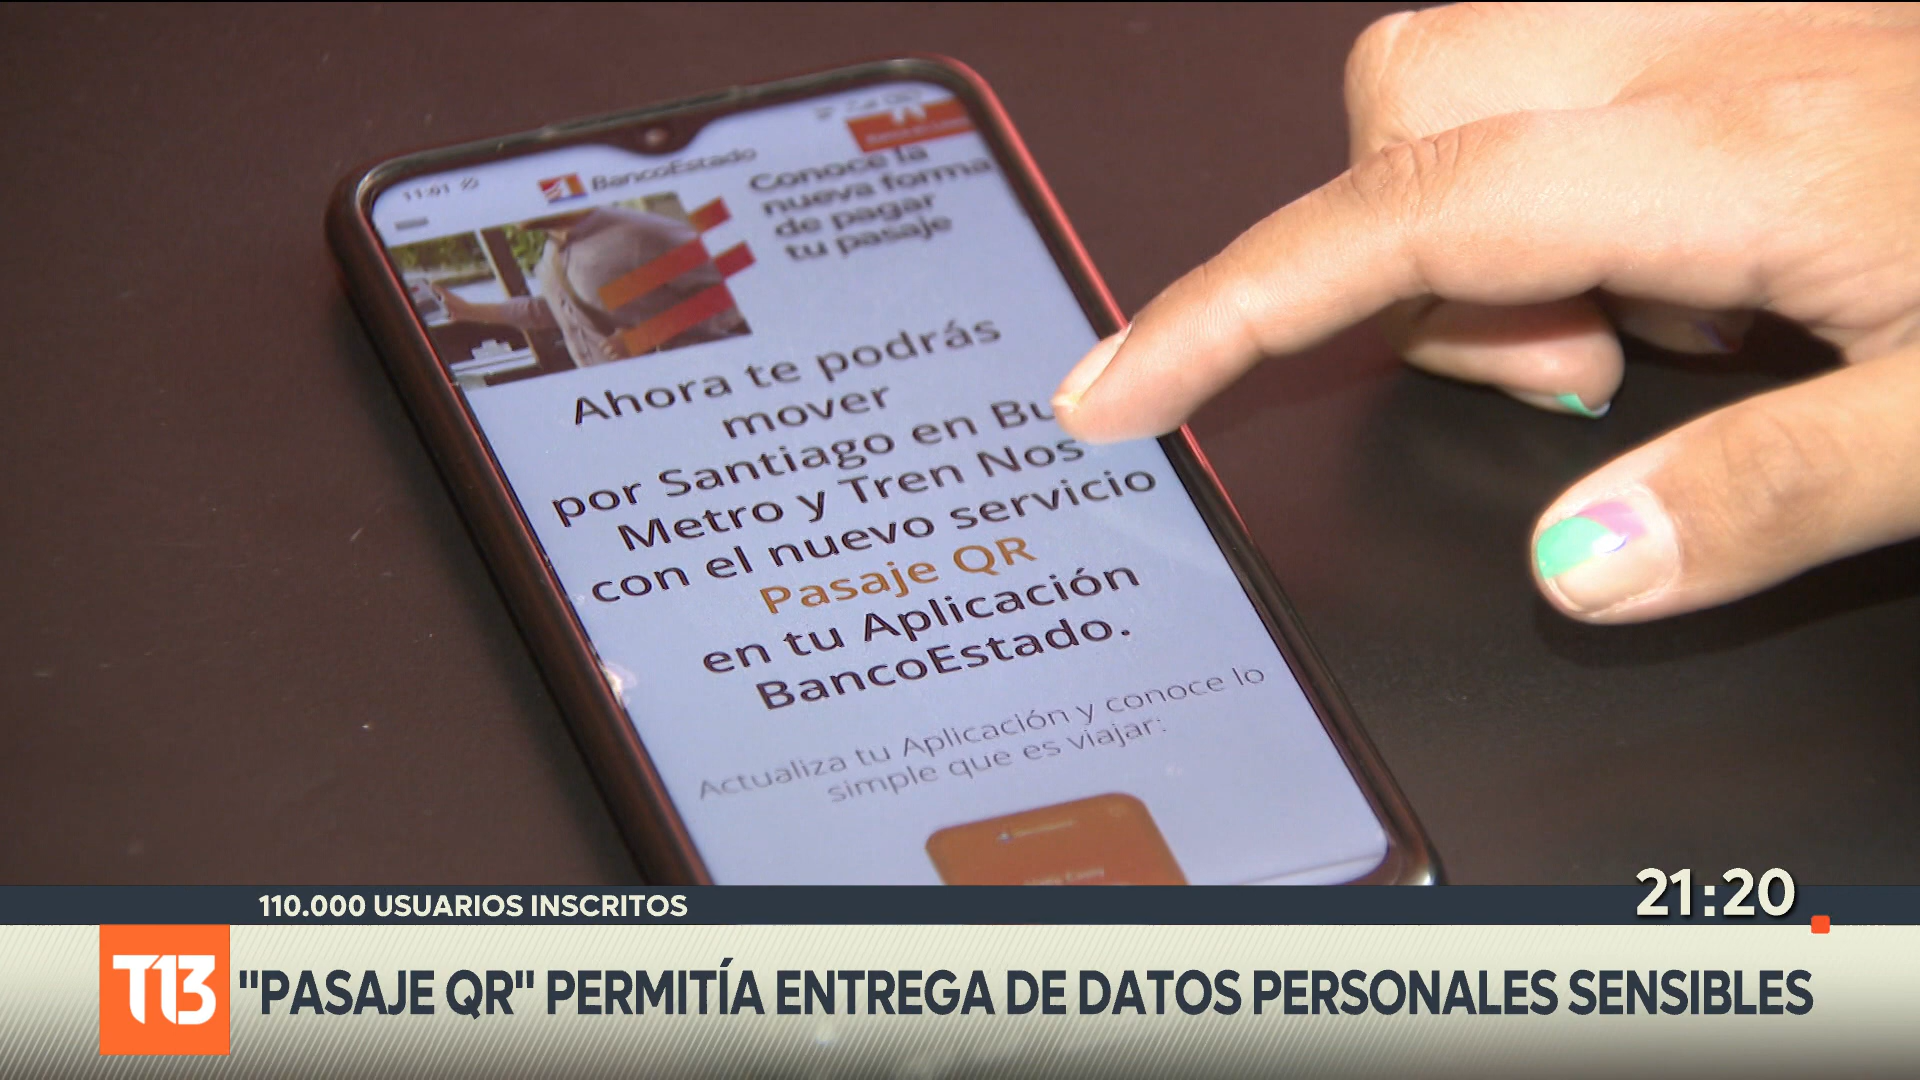 11:01
BancoEstado
Conoce la
nueva forma
de pagar
tu pasaje
Ahora te podrás
mover
por Santiago en Bu
Metro y Tren Nos
con el nuevo servicio
Pasaje QR
en tu Aplicación
BancoEstado.
Actualiza tu Aplicación y conoce lo
simple que es viajar:
110.000 USUARIOS INSCRITOS
21:20
T13
"PASAJE QR" PERMITÍA ENTREGA DE DATOS PERSONALES SENSIBLES